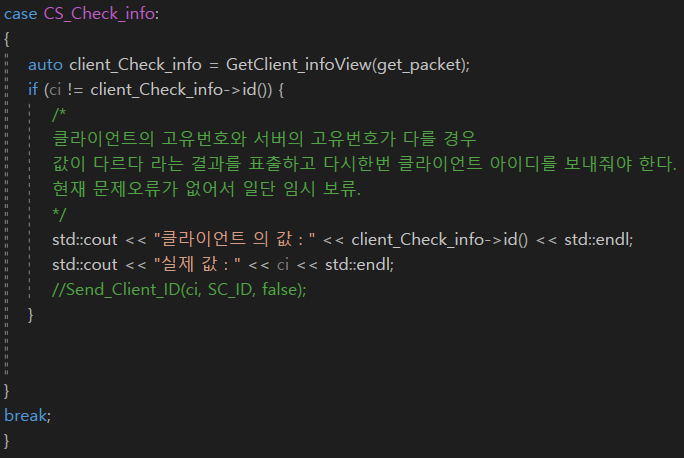 case CS_Check_info:
{
auto client_Check_info = GetClient_infoView(get_packet);
if (ci != client_Check_info->id()) {
/*
클라이언트의 고유번호와 서버의 고유번호가 다를 경우
값이 다르다 라는 결과를 표출하고 다시한번 클라이언트 아이디를 보내줘야 한다.
현재 문제오류가 없어서 일단 임시 보류.
*/
std::cout << "클라이언트 의 값 : " << client_Check_info->id() << std::endl;
std::cout << "실제 값 : " << ci << std::endl;
//Send_Client_ID(ci, SC_ID, false);
}
}
break;
}